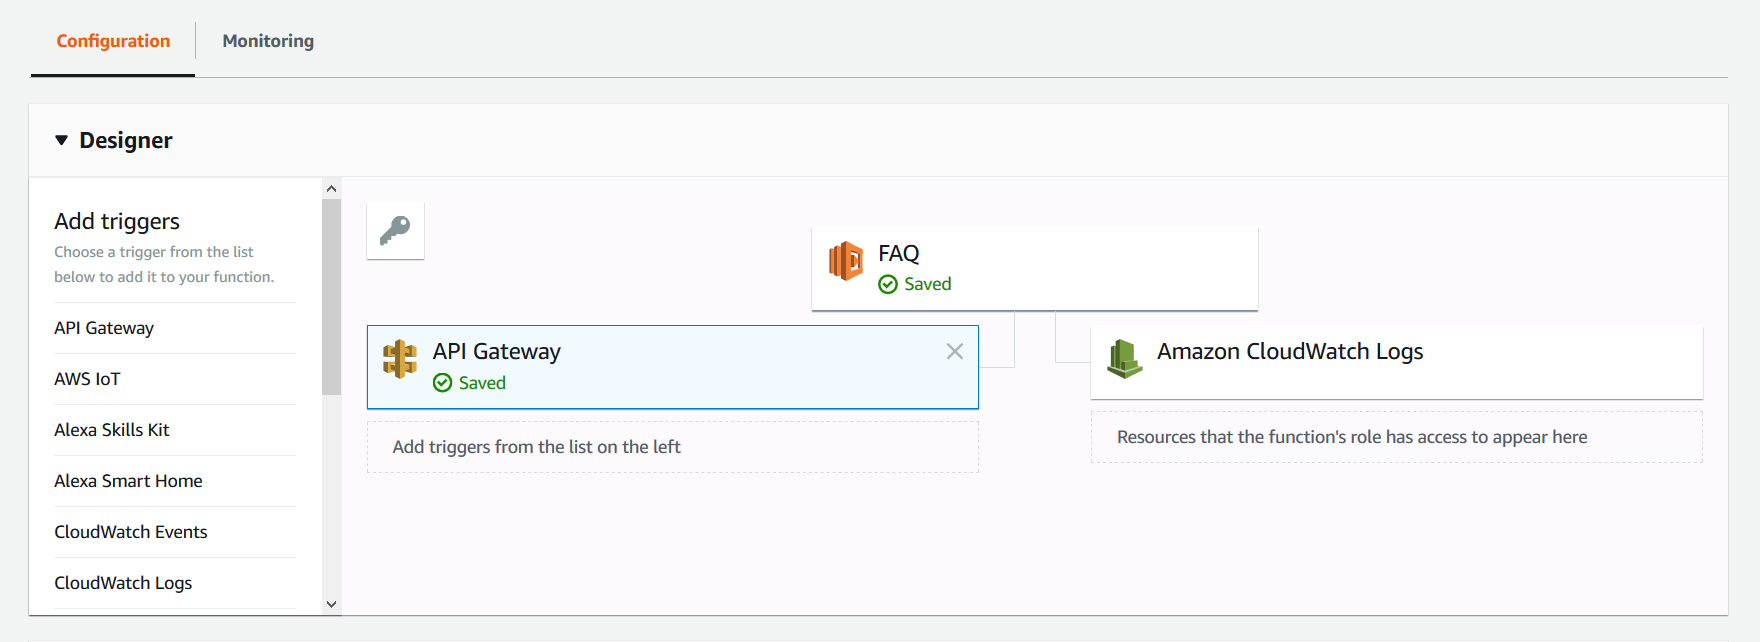 Configuration
Monitoring
Designer
Add triggers
Choose a trigger from the list
below to add it to your function.
API Gateway
AWS IoT
Alexa Skills Kit
Alexa Smart Home
CloudWatch Events
CloudWatch Logs
FAQ
Saved
API Gateway
Saved
Add triggers from the list on the left
Amazon CloudWatch Logs
Resources that the function's role has access to appear here